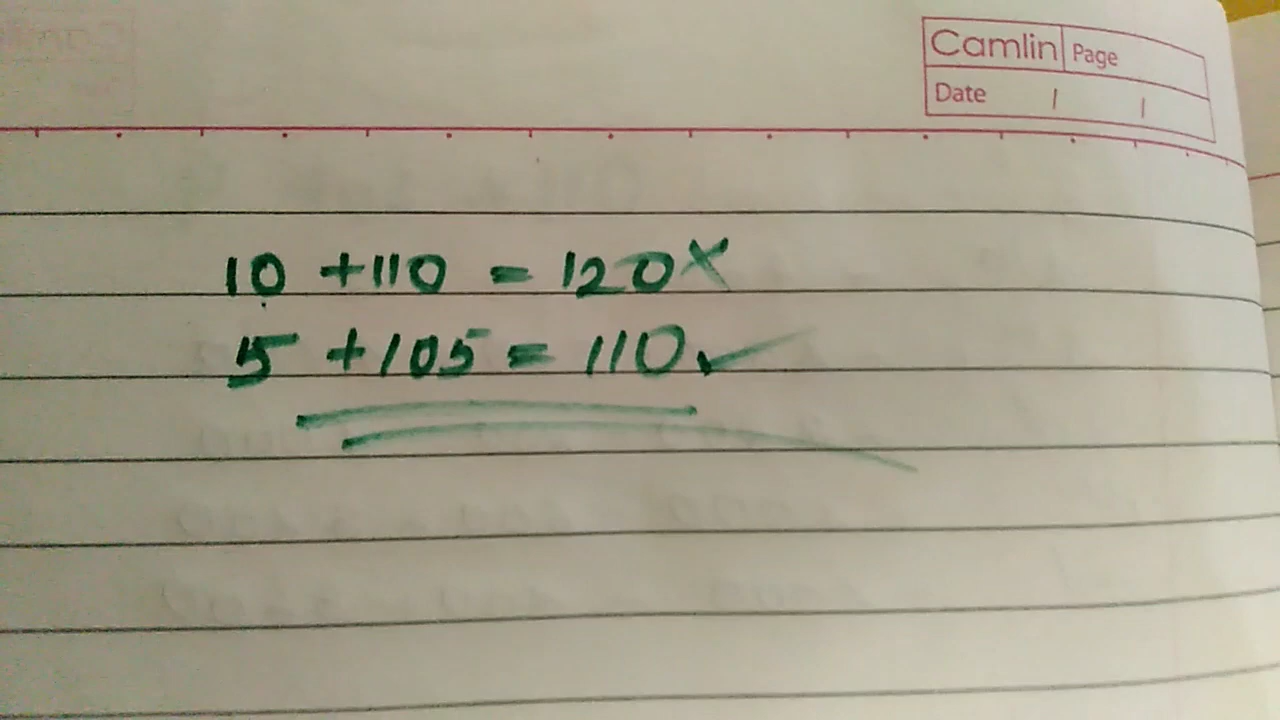 Camlin Page
Date / /
10 + 110 = 120 ×
5 + 105 = 110 ✓